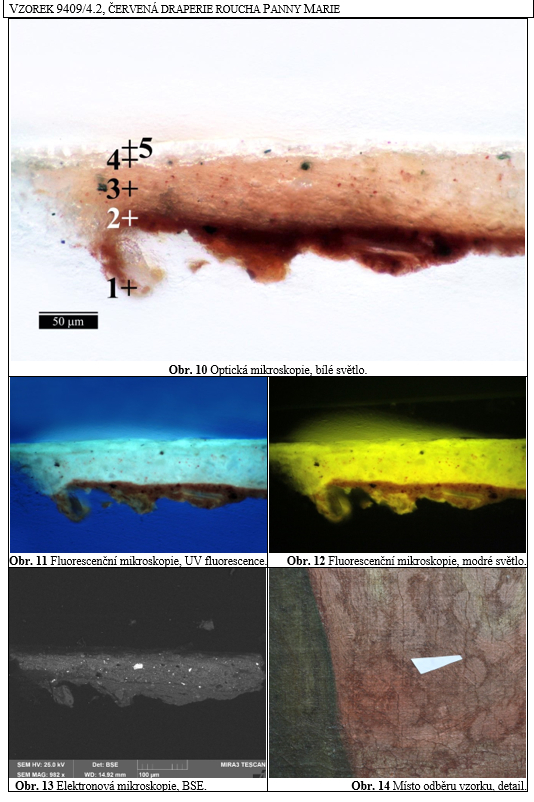 VZOREK 9409/4.2, ČERVENÁ DRAPERIE ROUCHA PANNY MARIE
5
4
3
2
1
50 µm
Obr. 10 Optická mikroskopie, bílé světlo.
Obr. 11 Fluorescenční mikroskopie, UV fluorescence.
Obr. 12 Fluorescenční mikroskopie, modré světlo.
SEM HV: 25.0 kV Det: BSE MIRA3 TESCAN
SEM MAG: 982 x WD: 14.92 mm 100 µm
Obr. 13 Elektronová mikroskopie, BSE.
Obr. 14 Místo odběru vzorku, detail.